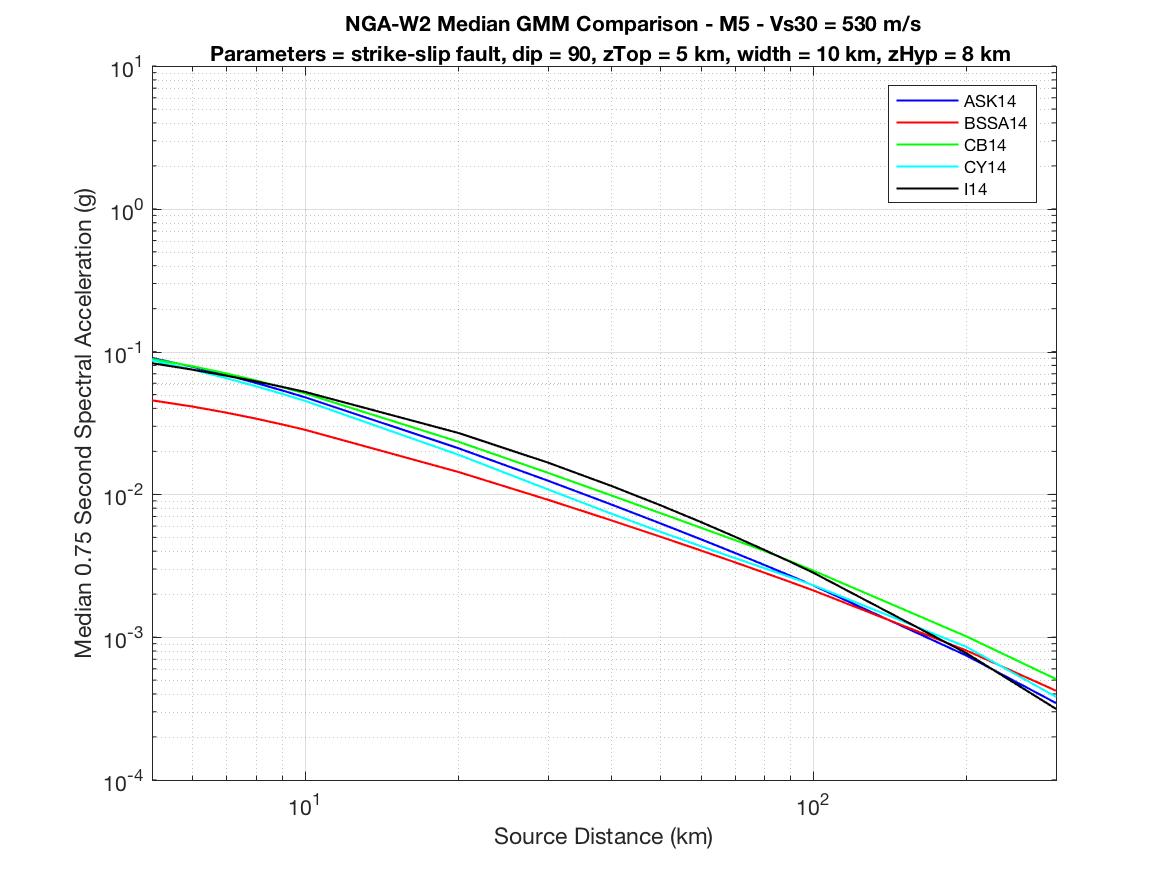 NGA-W2 Median GMM Comparison - M5 - Vs30 = 530 m/s
Parameters = strike-slip fault, dip = 90, zTop = 5 km, width = 10 km, zHyp = 8 km
ASK14
BSSA14
CB14
CY14
I14
Median 0.75 Second Spectral Acceleration (g)
10^1
10^0
10^-1
10^-2
10^-3
10^-4
10^1
10^2
Source Distance (km)